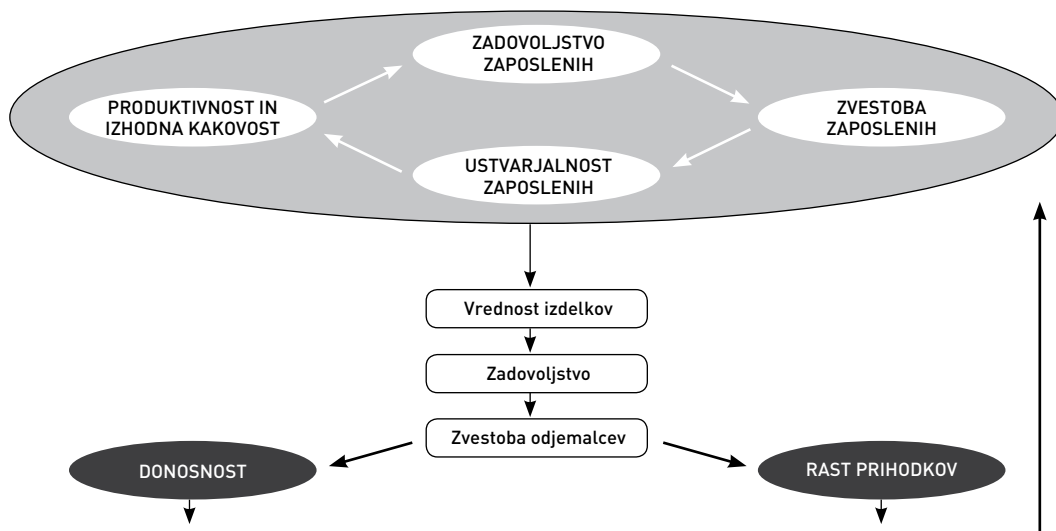 ZADOVOLJSTVO
ZAPOSLENIH
PRODUKTIVNOST IN
IZHODNA KAKOVOST
ZVESTOBA
ZAPOSLENIH
USTVARJALNOST
ZAPOSLENIH
Vrednost izdelkov
Zadovoljstvo
Zvestoba odjemalcev
DONOSNOST
RAST PRIHODKOV